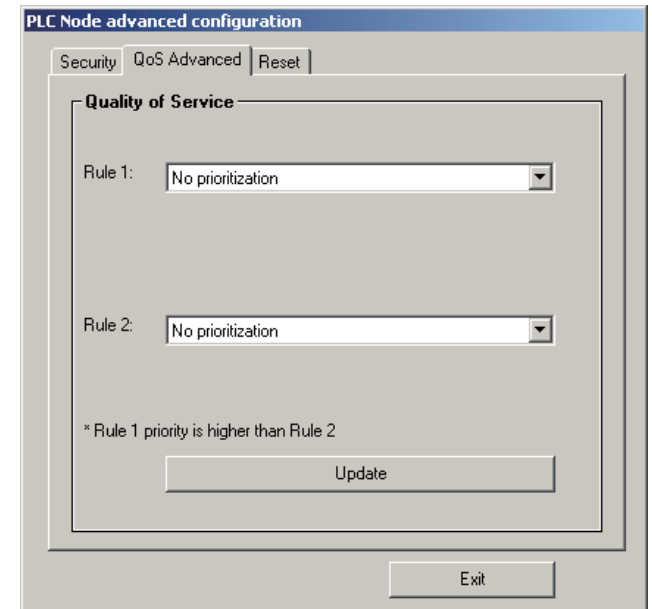 PLC Node advanced configuration
Security QoS Advanced Reset
Quality of Service
Rule 1: No prioritization
Rule 2: No prioritization
* Rule 1 priority is higher than Rule 2
Update
Exit